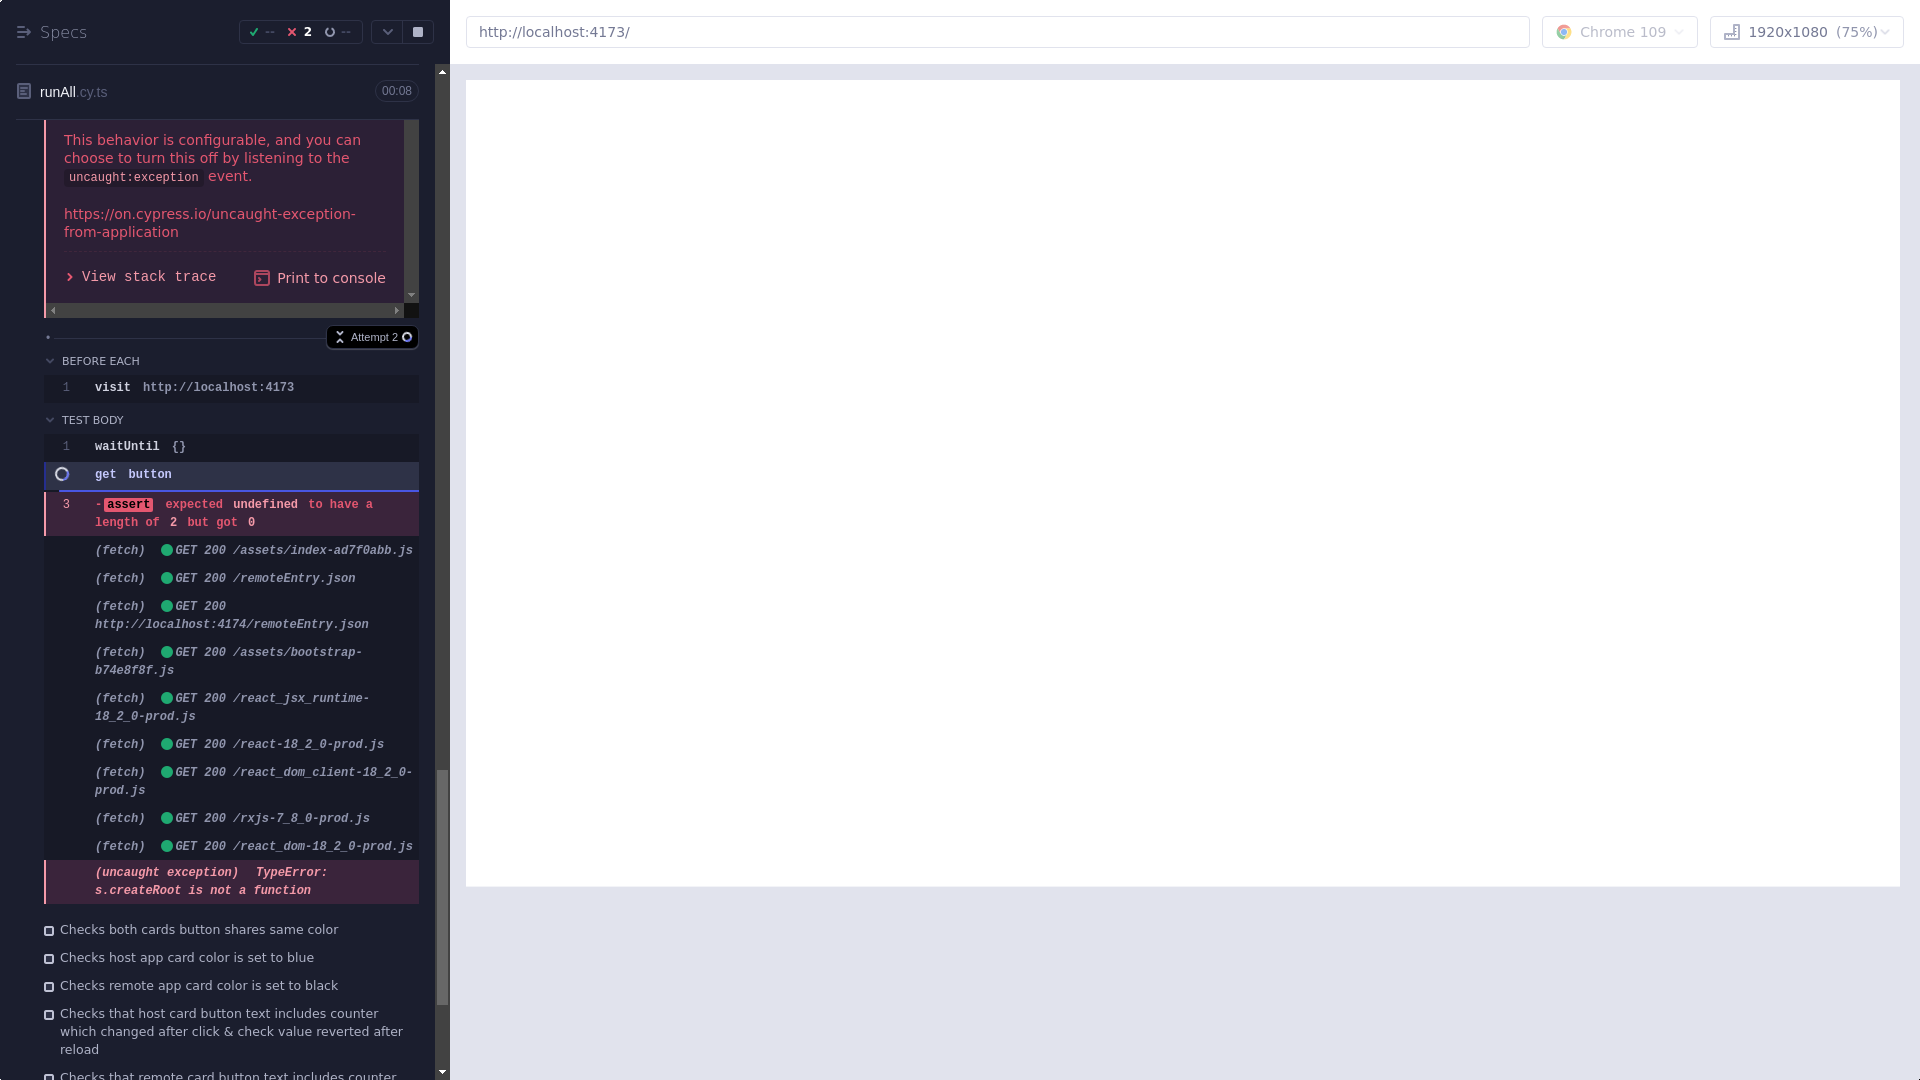 Specs
-- 2 --
http://localhost:4173/
Chrome 109
1920x1080 (75%)
runAll.cy.ts
00:08
This behavior is configurable, and you can
choose to turn this off by listening to the
uncaught:exception event.
https://on.cypress.io/uncaught-exception-
from-application
View stack trace
Print to console
Attempt 2
BEFORE EACH
1 visit http://localhost:4173
TEST BODY
1 waitUntil {}
get button
3 -assert expected undefined to have a
length of 2 but got 0
(fetch) GET 200 /assets/index-ad7f0abb.js
(fetch) GET 200 /remoteEntry.json
(fetch) GET 200
http://localhost:4174/remoteEntry.json
(fetch) GET 200 /assets/bootstrap-
b74e8f8f.js
(fetch) GET 200 /react_jsx_runtime-
18_2_0-prod.js
(fetch) GET 200 /react-18_2_0-prod.js
(fetch) GET 200 /react_dom_client-18_2_0-
prod.js
(fetch) GET 200 /rxjs-7_8_0-prod.js
(fetch) GET 200 /react_dom-18_2_0-prod.js
(uncaught exception) TypeError:
s.createRoot is not a function
Checks both cards button shares same color
Checks host app card color is set to blue
Checks remote app card color is set to black
Checks that host card button text includes counter
which changed after click & check value reverted after
reload
Checks that remote card button text includes counter